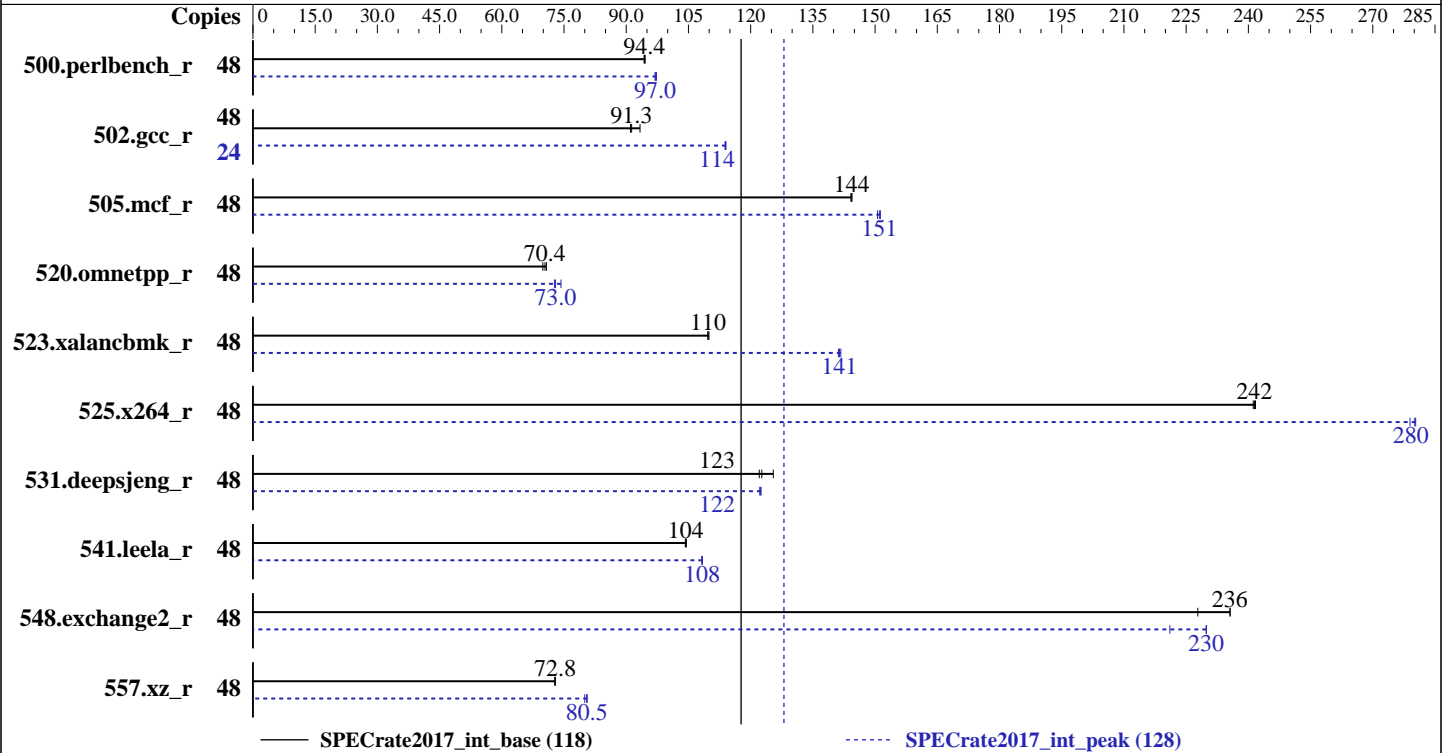 Copies 0 15.0 30.0 45.0 60.0 75.0 90.0 105 120 135 150 165 180 195 210 225 240 255 270 285
500.perlbench_r 48 94.4
97.0
502.gcc_r 48 91.3
24 114
505.mcf_r 48 144
151
520.omnetpp_r 48 70.4
73.0
523.xalancbmk_r 48 110
141
525.x264_r 48 242
280
531.deepsjeng_r 48 123
122
541.leela_r 48 104
108
548.exchange2_r 48 236
230
557.xz_r 48 72.8
80.5
SPECrate2017_int_base (118) SPECrate2017_int_peak (128)